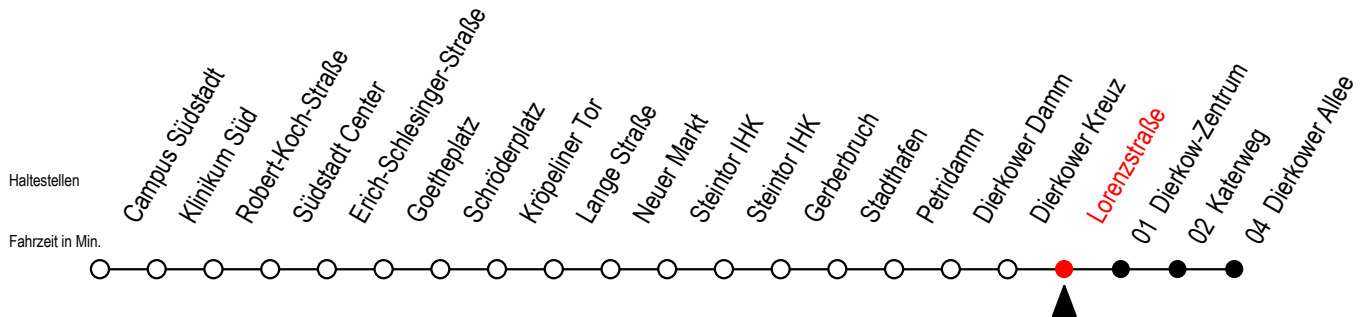 Haltestellen
Fahrzeit in Min.
Campus Südstadt
Klinikum Süd
Robert-Koch-Straße
Südstadt Center
Erich-Schlesinger-Straße
Goetheplatz
Schröderplatz
Kröpeliner Tor
Lange Straße
Neuer Markt
Steintor IHK
Steintor IHK
Gerberbruch
Stadthafen
Petridamm
Dierkower Damm
Dierkower Kreuz
Lorenzstraße
01 Dierkow-Zentrum
02 Katerweg
04 Dierkower Allee